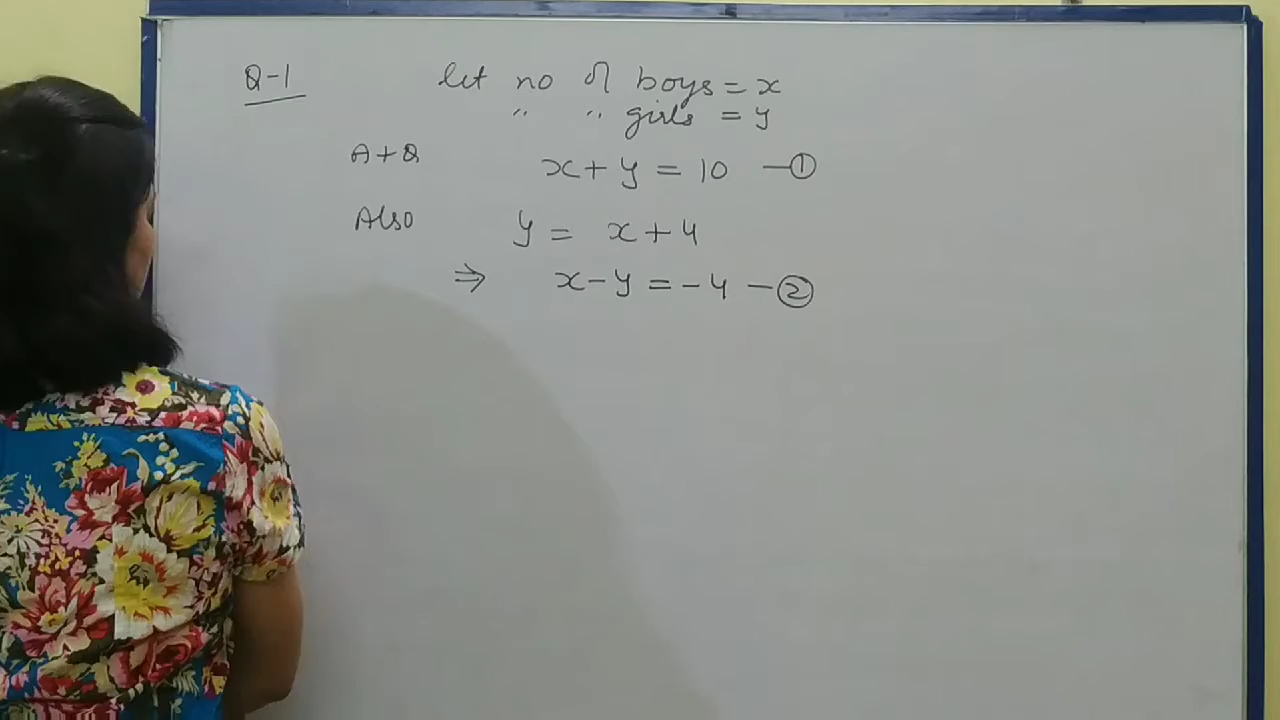 Q-1 let no of boys = x
" " girls = y
A+Q x + y = 10 —①
Also y = x + 4
⇒ x - y = -4 —②